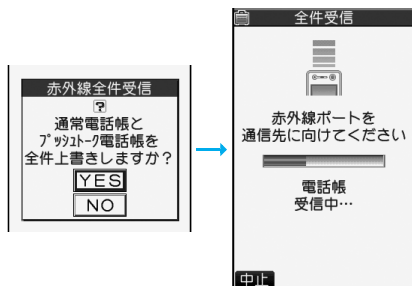 赤外線全件受信
?
通常電話帳と
プッシュトーク電話帳を
全件上書きしますか?
YES
NO
全件受信
赤外線ポートを
通信先に向けてください
電話帳
受信中…
中止